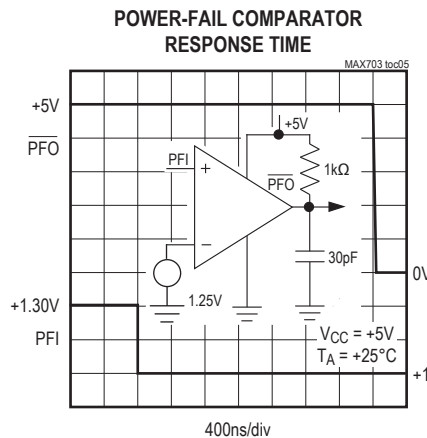 POWER-FAIL COMPARATOR
RESPONSE TIME
MAX703 toc05
+5V
+5V
PFO
PFI
+
PFO
1kΩ
−
30pF
0V
+1.30V
1.25V
PFI
VCC = +5V
TA = +25°C
+1
400ns/div